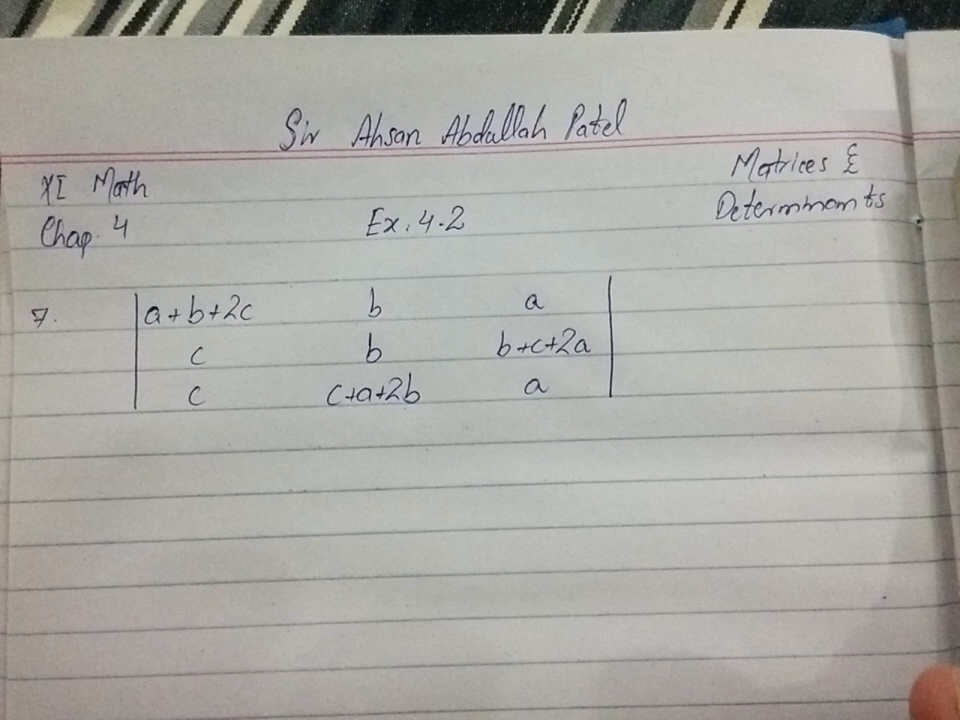 Sir Ahsan Abdullah Patel
XI Math
Matrices &
Chap. 4
Ex. 4.2
Determinants
7.
a+b+2c b a
c b b+c+2a
c c+a+2b a